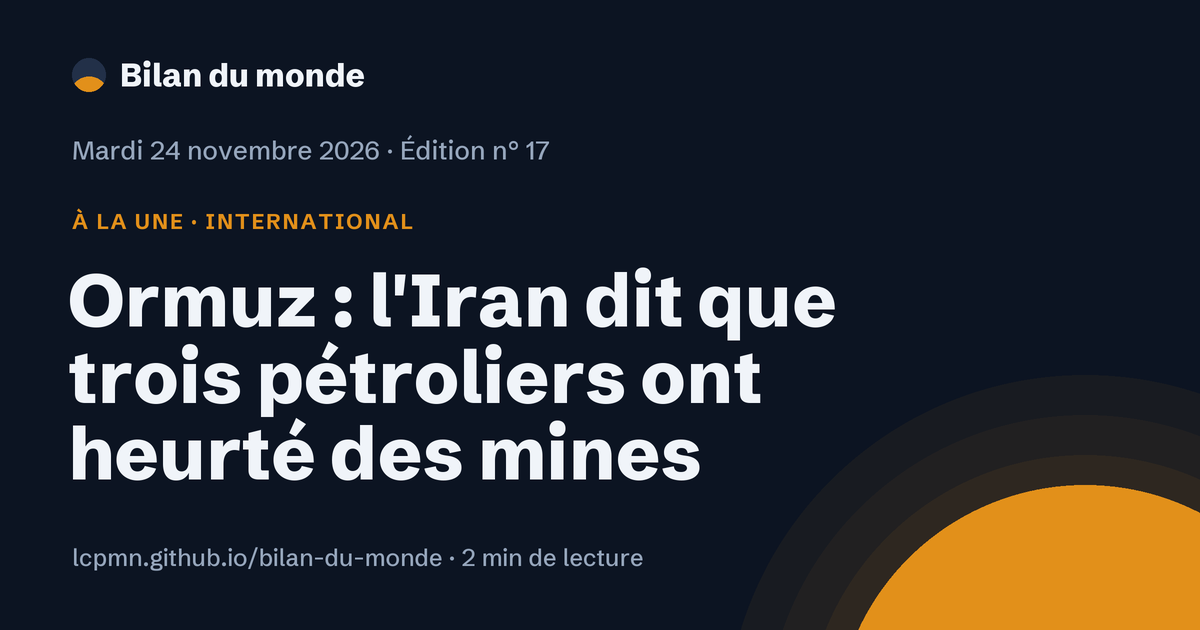 Bilan du monde
Mardi 24 novembre 2026 · Édition n° 17
À LA UNE · INTERNATIONAL
Ormuz : l'Iran dit que
trois pétroliers ont
heurté des mines
lcpmn.github.io/bilan-du-monde · 2 min de lecture